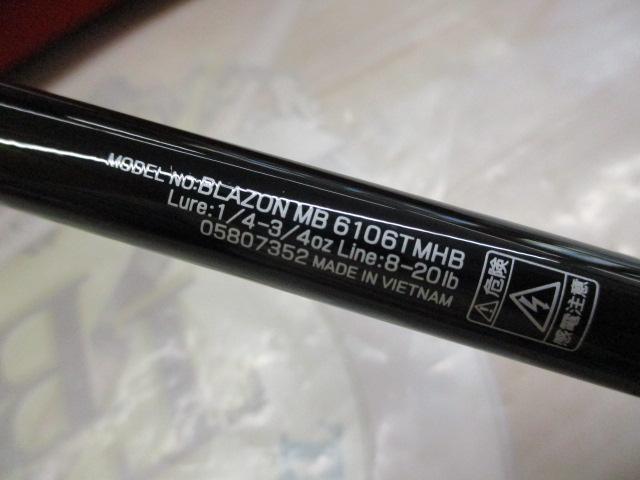 MODEL NO:BLAZON MB 6106TMHB
Lure:1/4-3/4oz Line:8-20lb
05807352 MADE IN VIETNAM
危険
感電注意